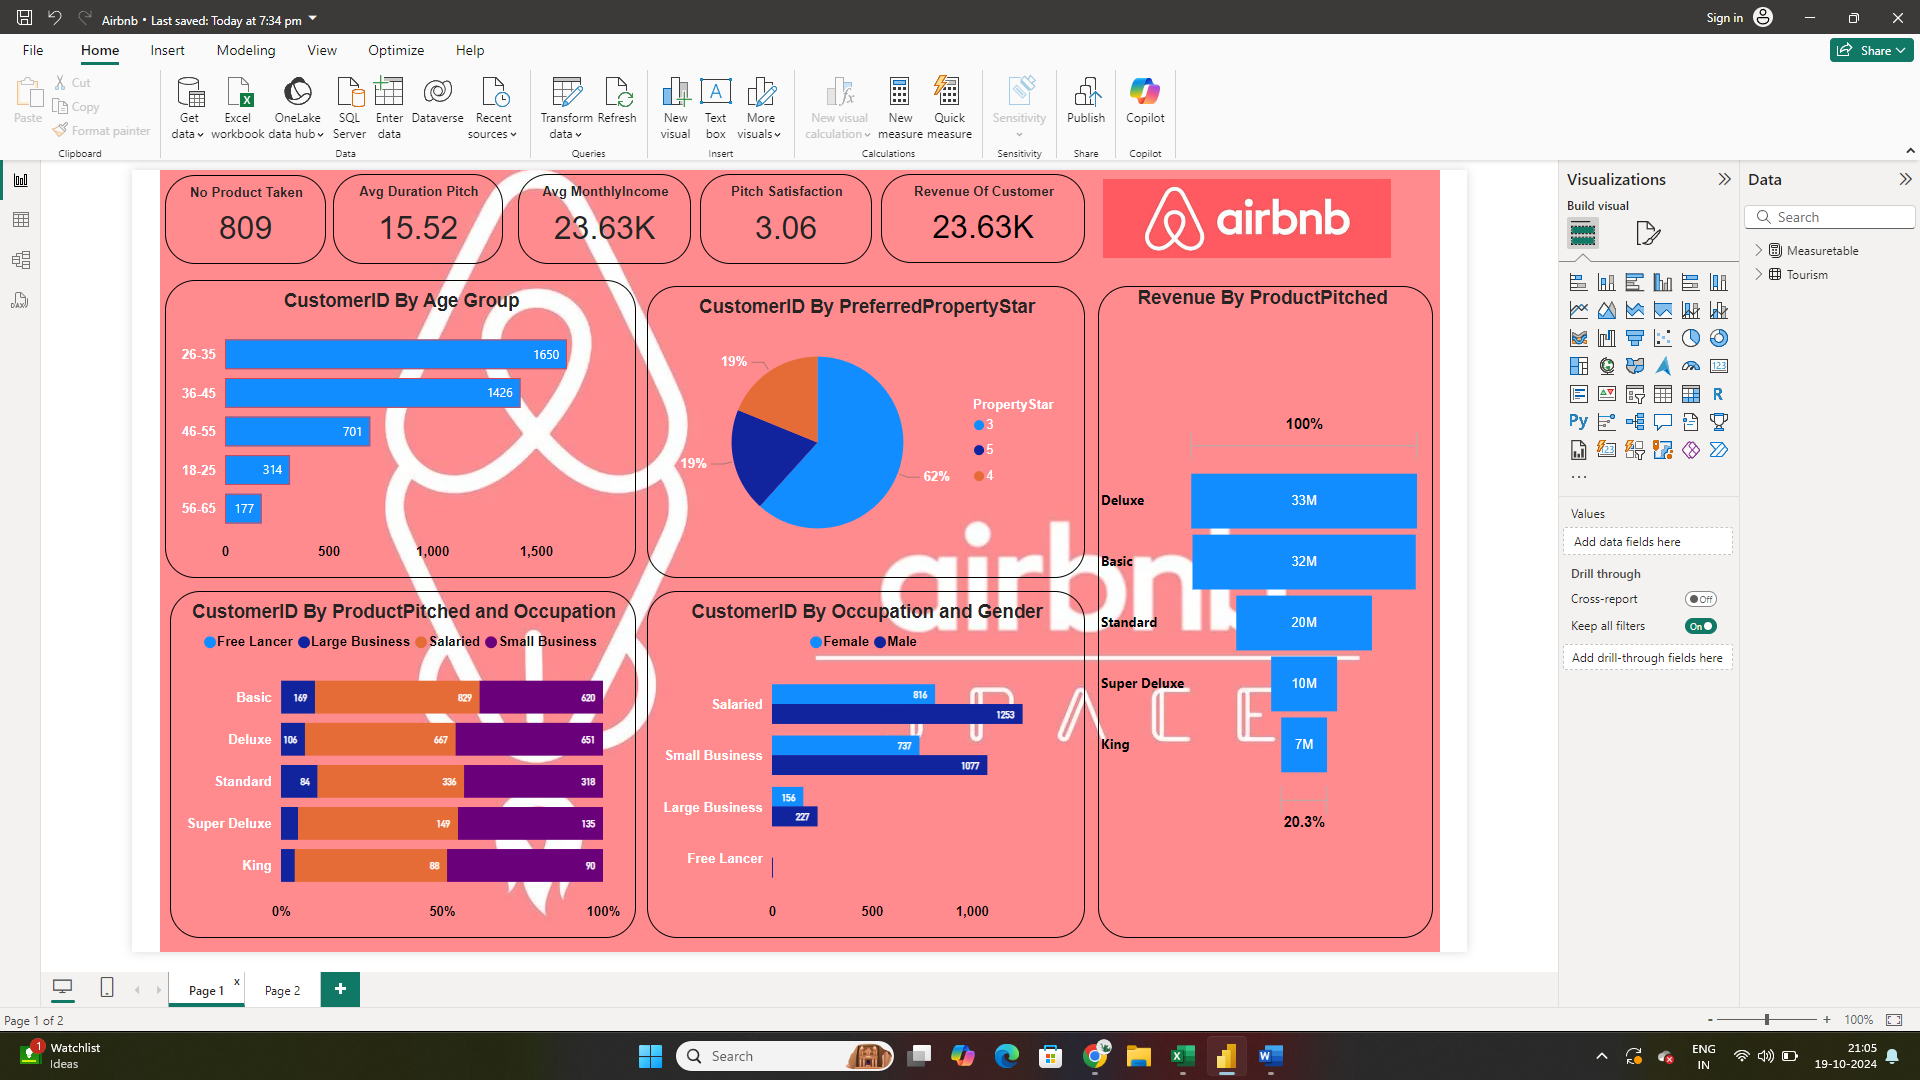 Airbnb • Last saved: Today at 7:34 pm
Sign in
File Home Insert Modeling View Optimize Help
Share
Paste
Cut
Copy
Format painter
Get data
Excel workbook
OneLake data hub
SQL Server
Enter data
Dataverse
Recent sources
Transform data
Refresh
New visual
Text box
More visuals
New visual calculation
New measure
Quick measure
Sensitivity
Publish
Copilot
Clipboard
Data
Queries
Insert
Calculations
Sensitivity
Share
Copilot
No Product Taken
809
Avg Duration Pitch
15.52
Avg MonthlyIncome
23.63K
Pitch Satisfaction
3.06
Revenue Of Customer
23.63K
airbnb
CustomerID By Age Group
26-35 1650
36-45 1426
46-55 701
18-25 314
56-65 177
0 500 1,000 1,500
CustomerID By PreferredPropertyStar
19%
19%
62%
PropertyStar
3
5
4
Revenue By ProductPitched
100%
Deluxe 33M
Basic 32M
Standard 20M
Super Deluxe 10M
King 7M
20.3%
CustomerID By ProductPitched and Occupation
Free Lancer Large Business Salaried Small Business
Basic 169 829 620
Deluxe 106 667 651
Standard 84 336 318
Super Deluxe 149 135
King 88 90
0% 50% 100%
CustomerID By Occupation and Gender
Female Male
Salaried 816
1253
Small Business 737
1077
Large Business 156
227
Free Lancer
0 500 1,000
Visualizations
Build visual
123
R
Py
123
Values
Add data fields here
Drill through
Cross-report Off
Keep all filters On
Add drill-through fields here
Data
Search
Measuretable
Tourism
Page 1 x
Page 2
+
Page 1 of 2
- + 100%
1
Watchlist
Ideas
Search
ENG
IN
21:05
19-10-2024